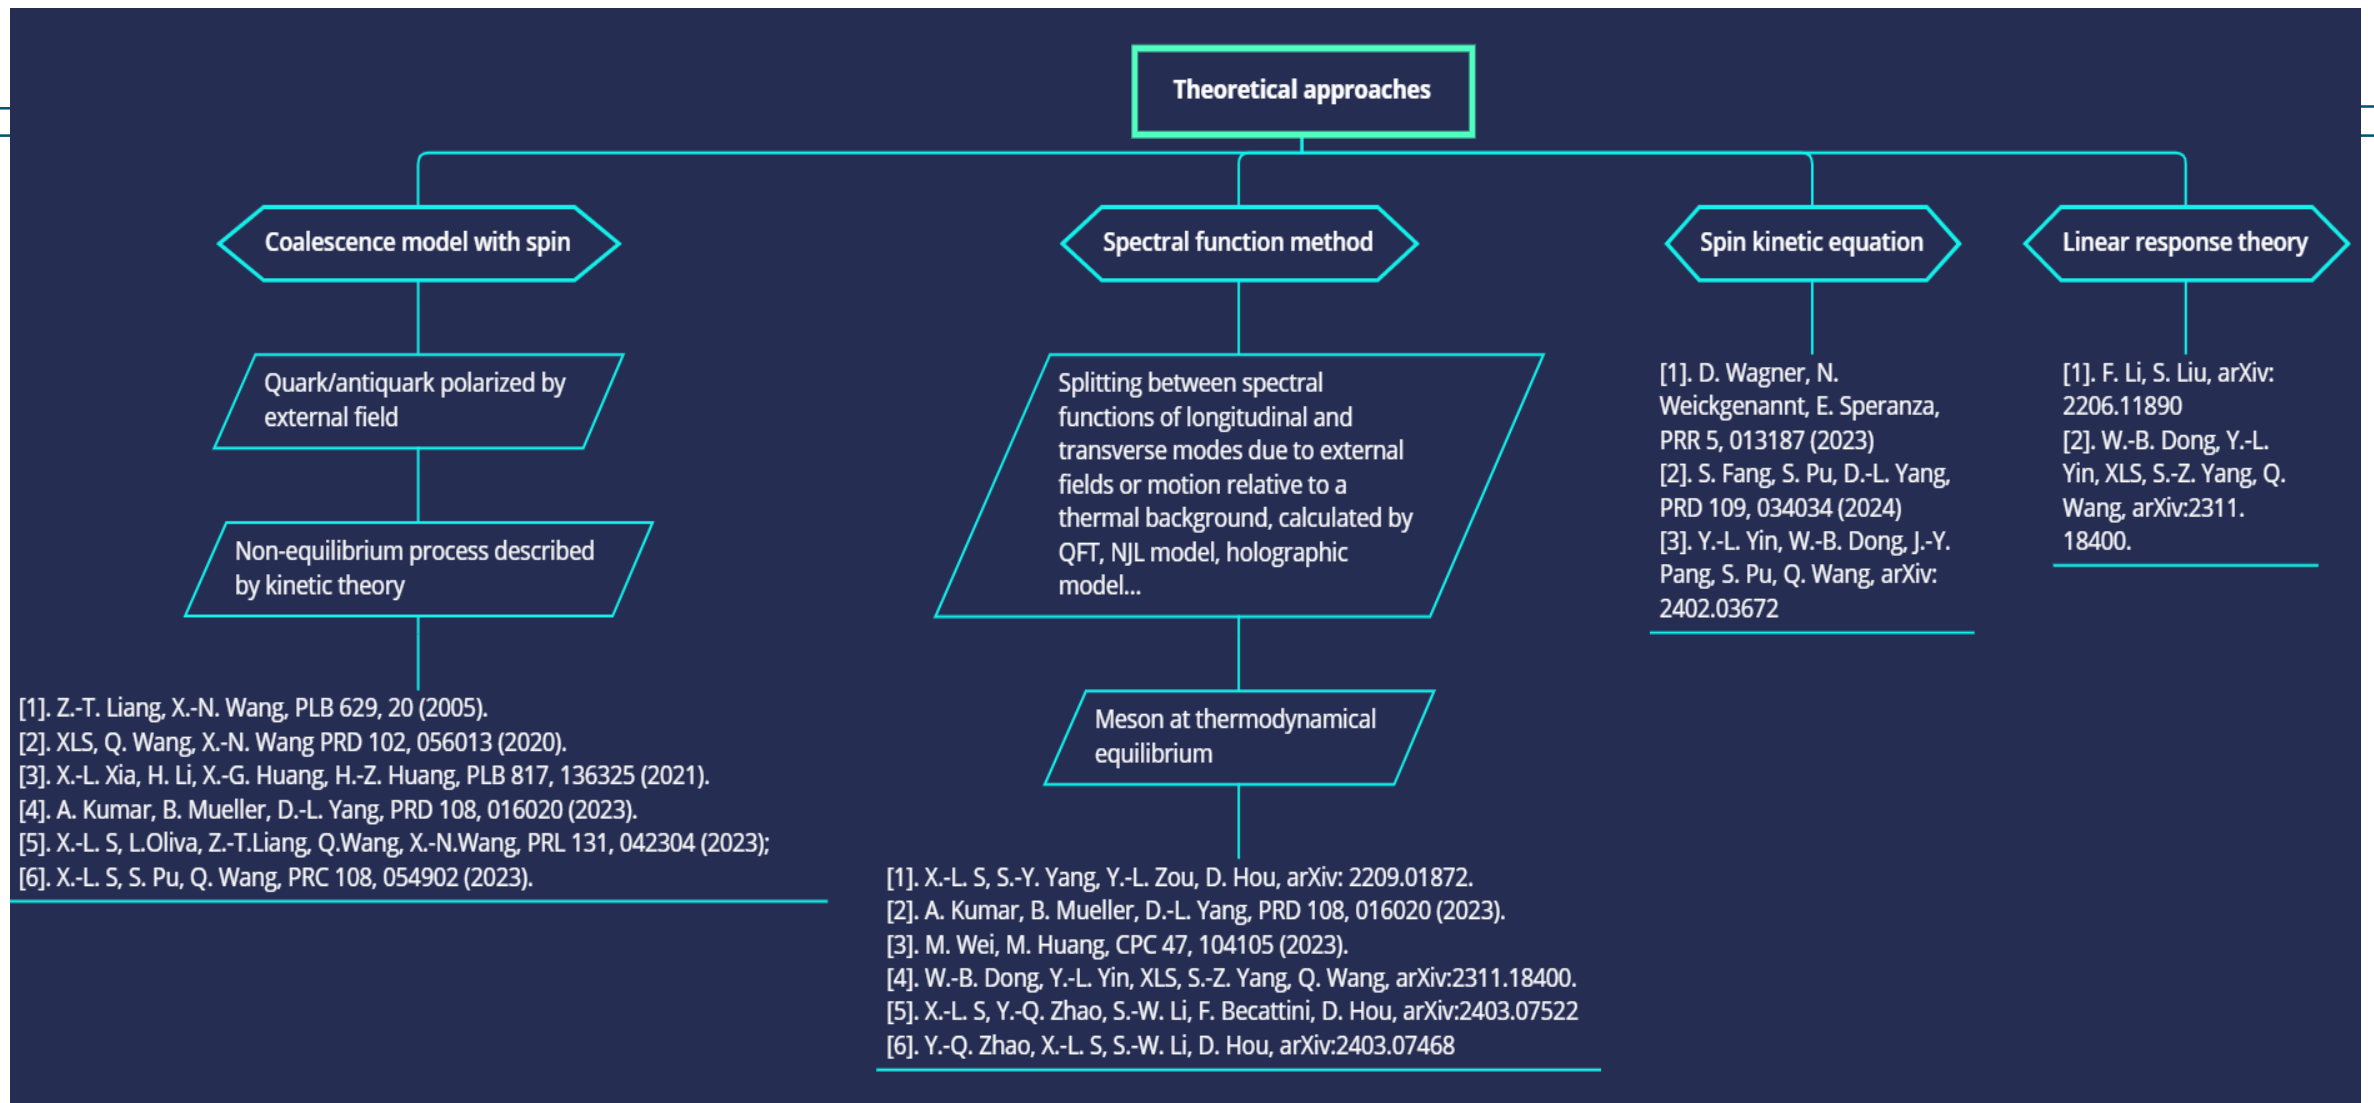 Theoretical approaches
Coalescence model with spin
Quark/antiquark polarized by
external field
Non-equilibrium process described
by kinetic theory
[1]. Z.-T. Liang, X.-N. Wang, PLB 629, 20 (2005).
[2]. XLS, Q. Wang, X.-N. Wang PRD 102, 056013 (2020).
[3]. X.-L. Xia, H. Li, X.-G. Huang, H.-Z. Huang, PLB 817, 136325 (2021).
[4]. A. Kumar, B. Mueller, D.-L. Yang, PRD 108, 016020 (2023).
[5]. X.-L. S, L.Oliva, Z.-T.Liang, Q.Wang, X.-N.Wang, PRL 131, 042304 (2023);
[6]. X.-L. S, S. Pu, Q. Wang, PRC 108, 054902 (2023).
Spectral function method
Splitting between spectral
functions of longitudinal and
transverse modes due to external
fields or motion relative to a
thermal background, calculated by
QFT, NJL model, holographic
model...
Meson at thermodynamical
equilibrium
[1]. X.-L. S, S.-Y. Yang, Y.-L. Zou, D. Hou, arXiv: 2209.01872.
[2]. A. Kumar, B. Mueller, D.-L. Yang, PRD 108, 016020 (2023).
[3]. M. Wei, M. Huang, CPC 47, 104105 (2023).
[4]. W.-B. Dong, Y.-L. Yin, XLS, S.-Z. Yang, Q. Wang, arXiv:2311.18400.
[5]. X.-L. S, Y.-Q. Zhao, S.-W. Li, F. Becattini, D. Hou, arXiv:2403.07522
[6]. Y.-Q. Zhao, X.-L. S, S.-W. Li, D. Hou, arXiv:2403.07468
Spin kinetic equation
[1]. D. Wagner, N.
Weickgenannt, E. Speranza,
PRR 5, 013187 (2023)
[2]. S. Fang, S. Pu, D.-L. Yang,
PRD 109, 034034 (2024)
[3]. Y.-L. Yin, W.-B. Dong, J.-Y.
Pang, S. Pu, Q. Wang, arXiv:
2402.03672
Linear response theory
[1]. F. Li, S. Liu, arXiv:
2206.11890
[2]. W.-B. Dong, Y.-L.
Yin, XLS, S.-Z. Yang, Q.
Wang, arXiv:2311.
18400.